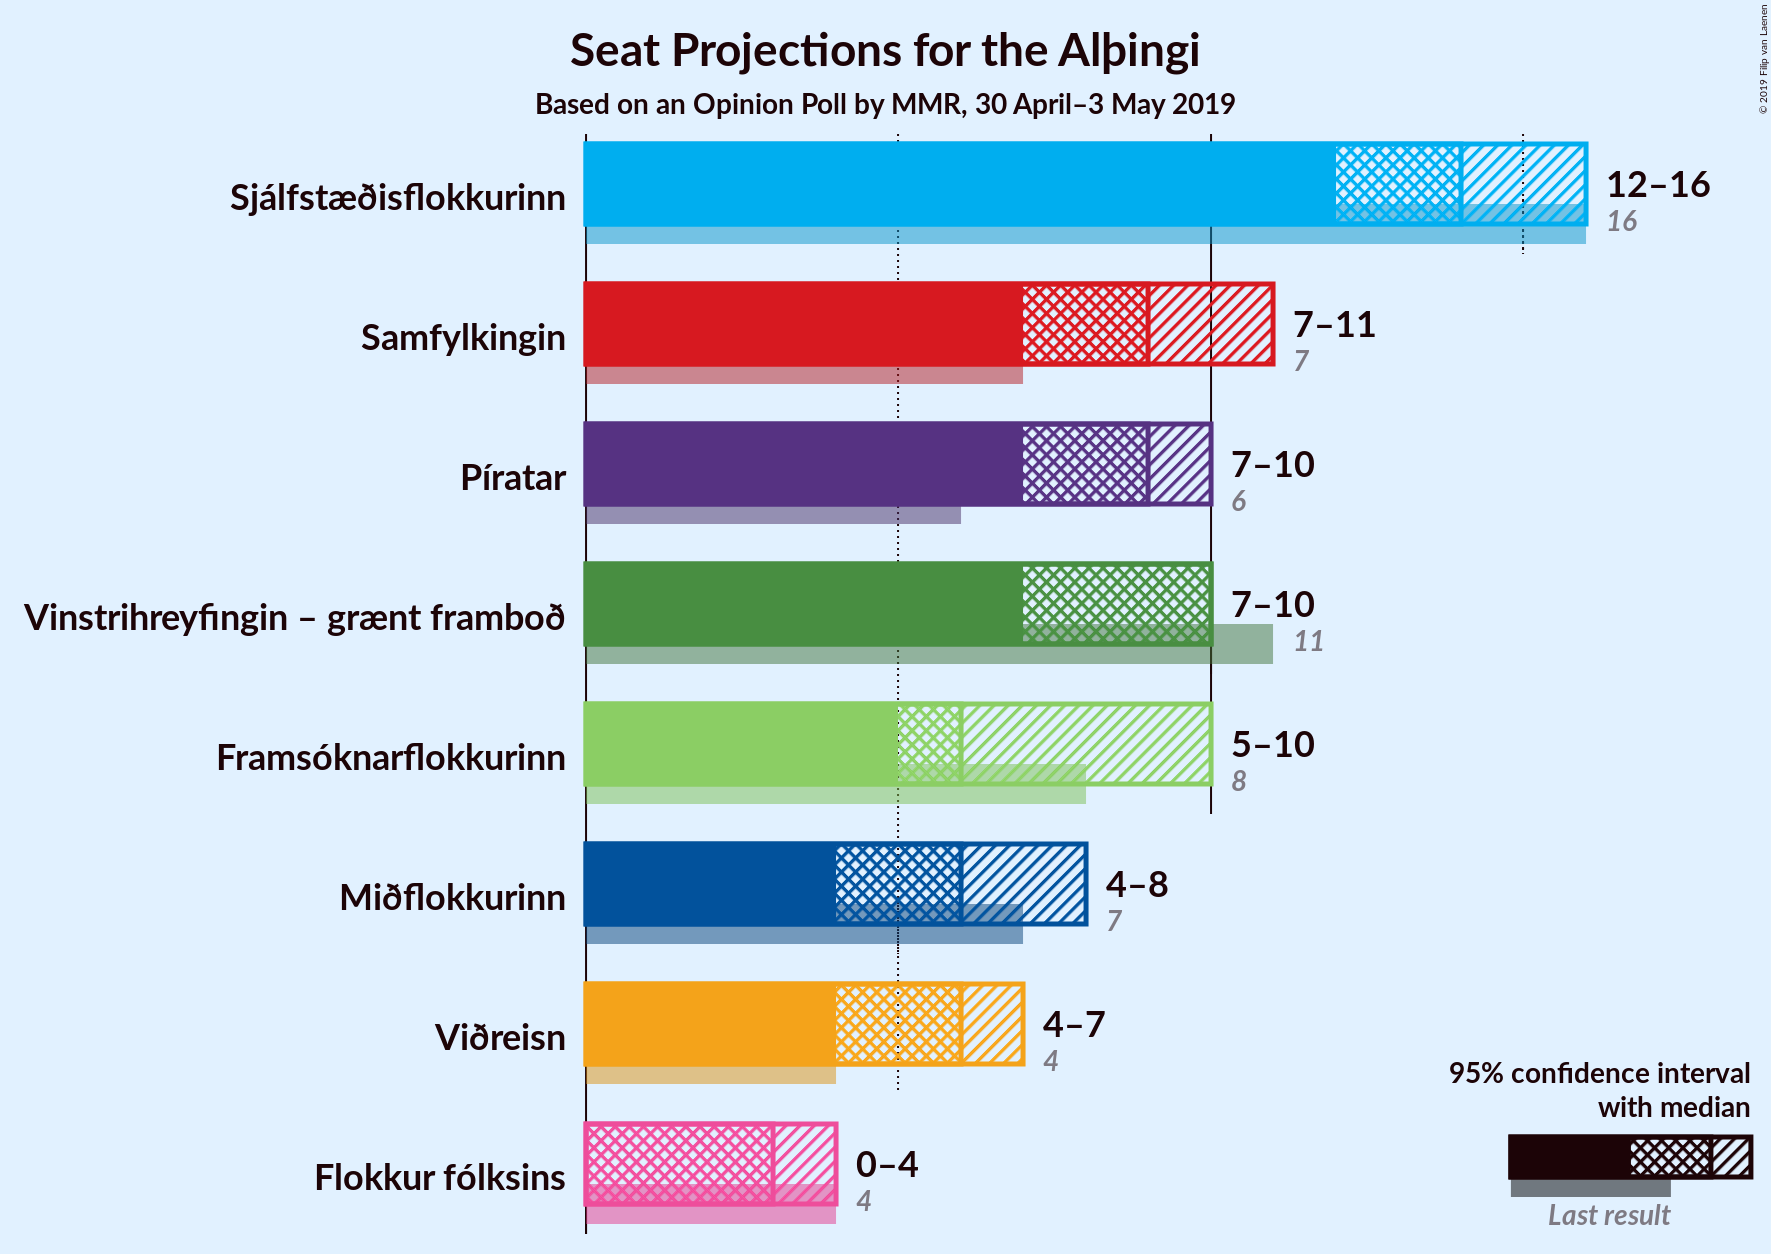 Seat Projections for the Alþingi
Based on an Opinion Poll by MMR, 30 April–3 May 2019
© 2019 Filip van Laenen
Sjálfstæðisflokkurinn
12–16
16
Samfylkingin
7–11
7
Píratar
7–10
6
Vinstrihreyfingin – grænt framboð
7–10
11
Framsóknarflokkurinn
5–10
8
Miðflokkurinn
4–8
7
Viðreisn
4–7
4
Flokkur fólksins
0–4
4
95% confidence interval
with median
Last result